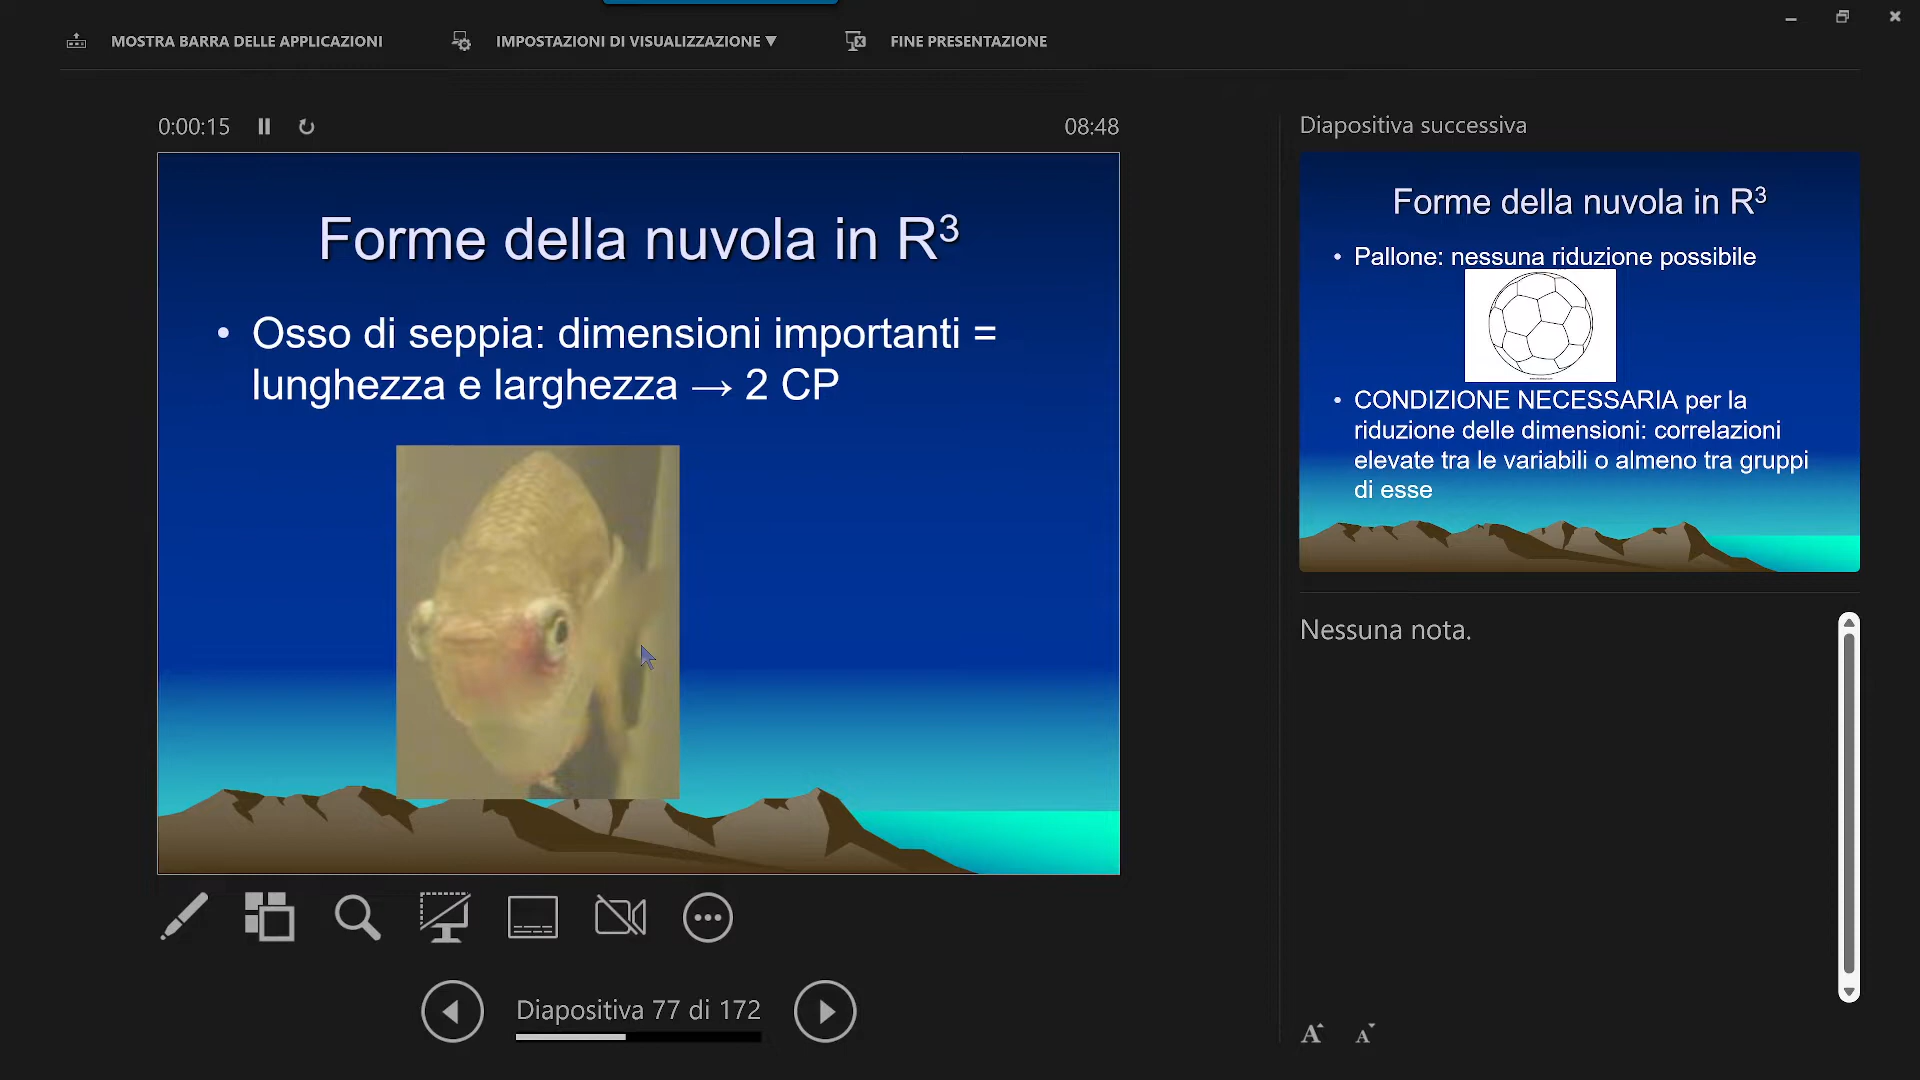 MOSTRA BARRA DELLE APPLICAZIONI
IMPOSTAZIONI DI VISUALIZZAZIONE ▼
FINE PRESENTAZIONE
0:00:15
08:48
Forme della nuvola in R³
• Osso di seppia: dimensioni importanti =
lunghezza e larghezza → 2 CP
Diapositiva 77 di 172
Diapositiva successiva
Forme della nuvola in R³
• Pallone: nessuna riduzione possibile
• CONDIZIONE NECESSARIA per la
riduzione delle dimensioni: correlazioni
elevate tra le variabili o almeno tra gruppi
di esse
Nessuna nota.
A
A